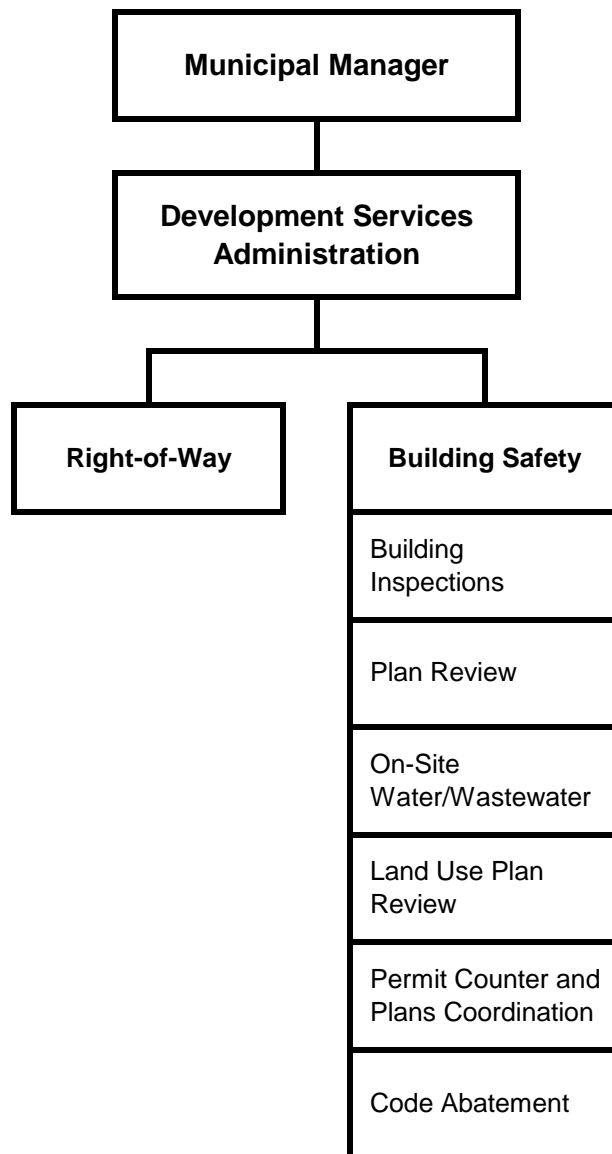 Municipal Manager
Development Services
Administration
Right-of-Way
Building Safety
Building
Inspections
Plan Review
On-Site
Water/Wastewater
Land Use Plan
Review
Permit Counter and
Plans Coordination
Code Abatement